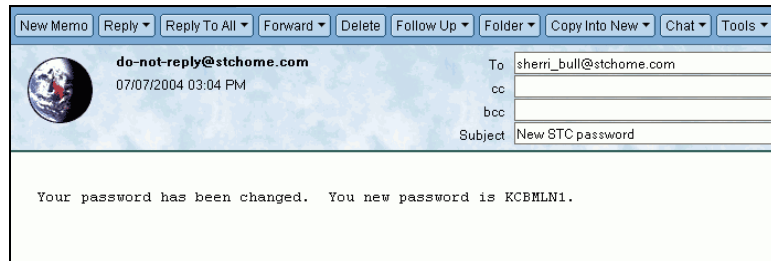 New Memo Reply Reply To All Forward Delete Follow Up Folder Copy Into New Chat Tools
do-not-reply@stchome.com
07/07/2004 03:04 PM
To sherri_bull@stchome.com
cc
bcc
Subject New STC password
Your password has been changed. You new password is KCBMLN1.